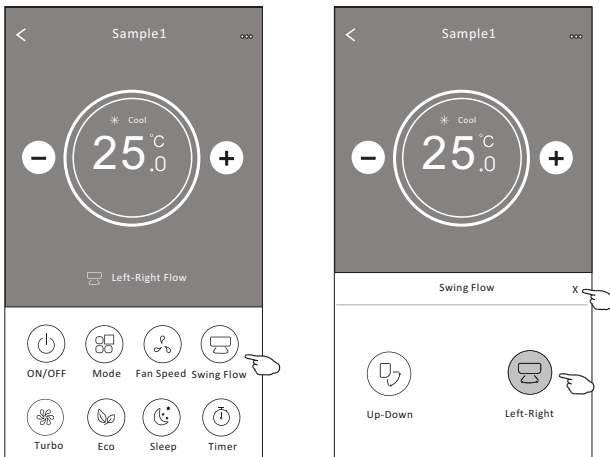 Sample1
Cool
25.0 °C
Left-Right Flow
ON/OFF Mode Fan Speed Swing Flow
Turbo Eco Sleep Timer
Sample1
Cool
25.0 °C
Swing Flow X
Up-Down Left-Right